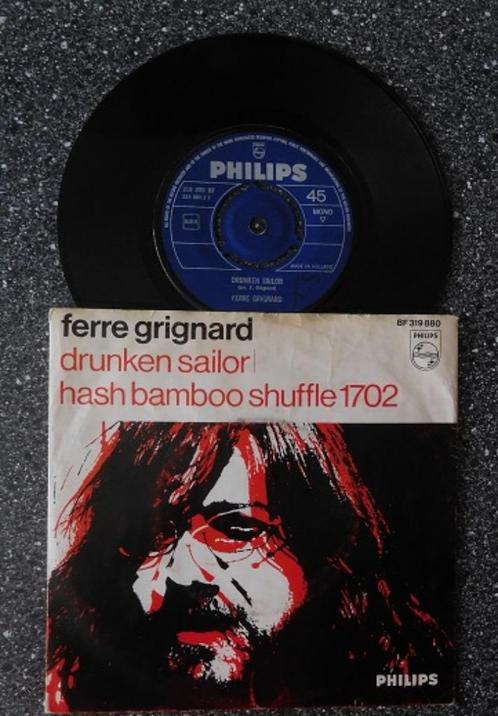 PHILIPS
45
MONO
MADE IN HOLLAND
DRUNKEN SAILOR
FERRE GRIGNARD
ferre grignard
BF 319 880
PHILIPS
drunken sailor
hash bamboo shuffle 1702
PHILIPS